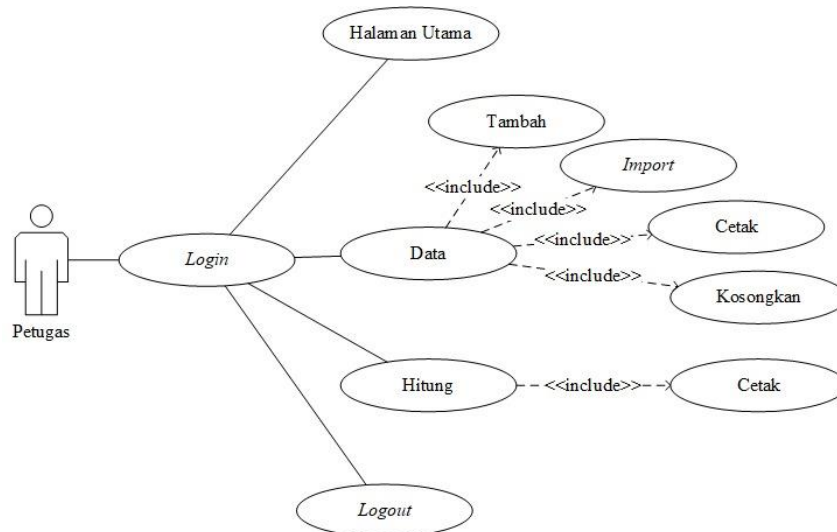 Halaman Utama
Tambah
<<include>>
Import
<<include>>
Cetak
<<include>>
Login
Data
<<include>>
Kosongkan
Petugas
Hitung
<<include>>
Cetak
Logout